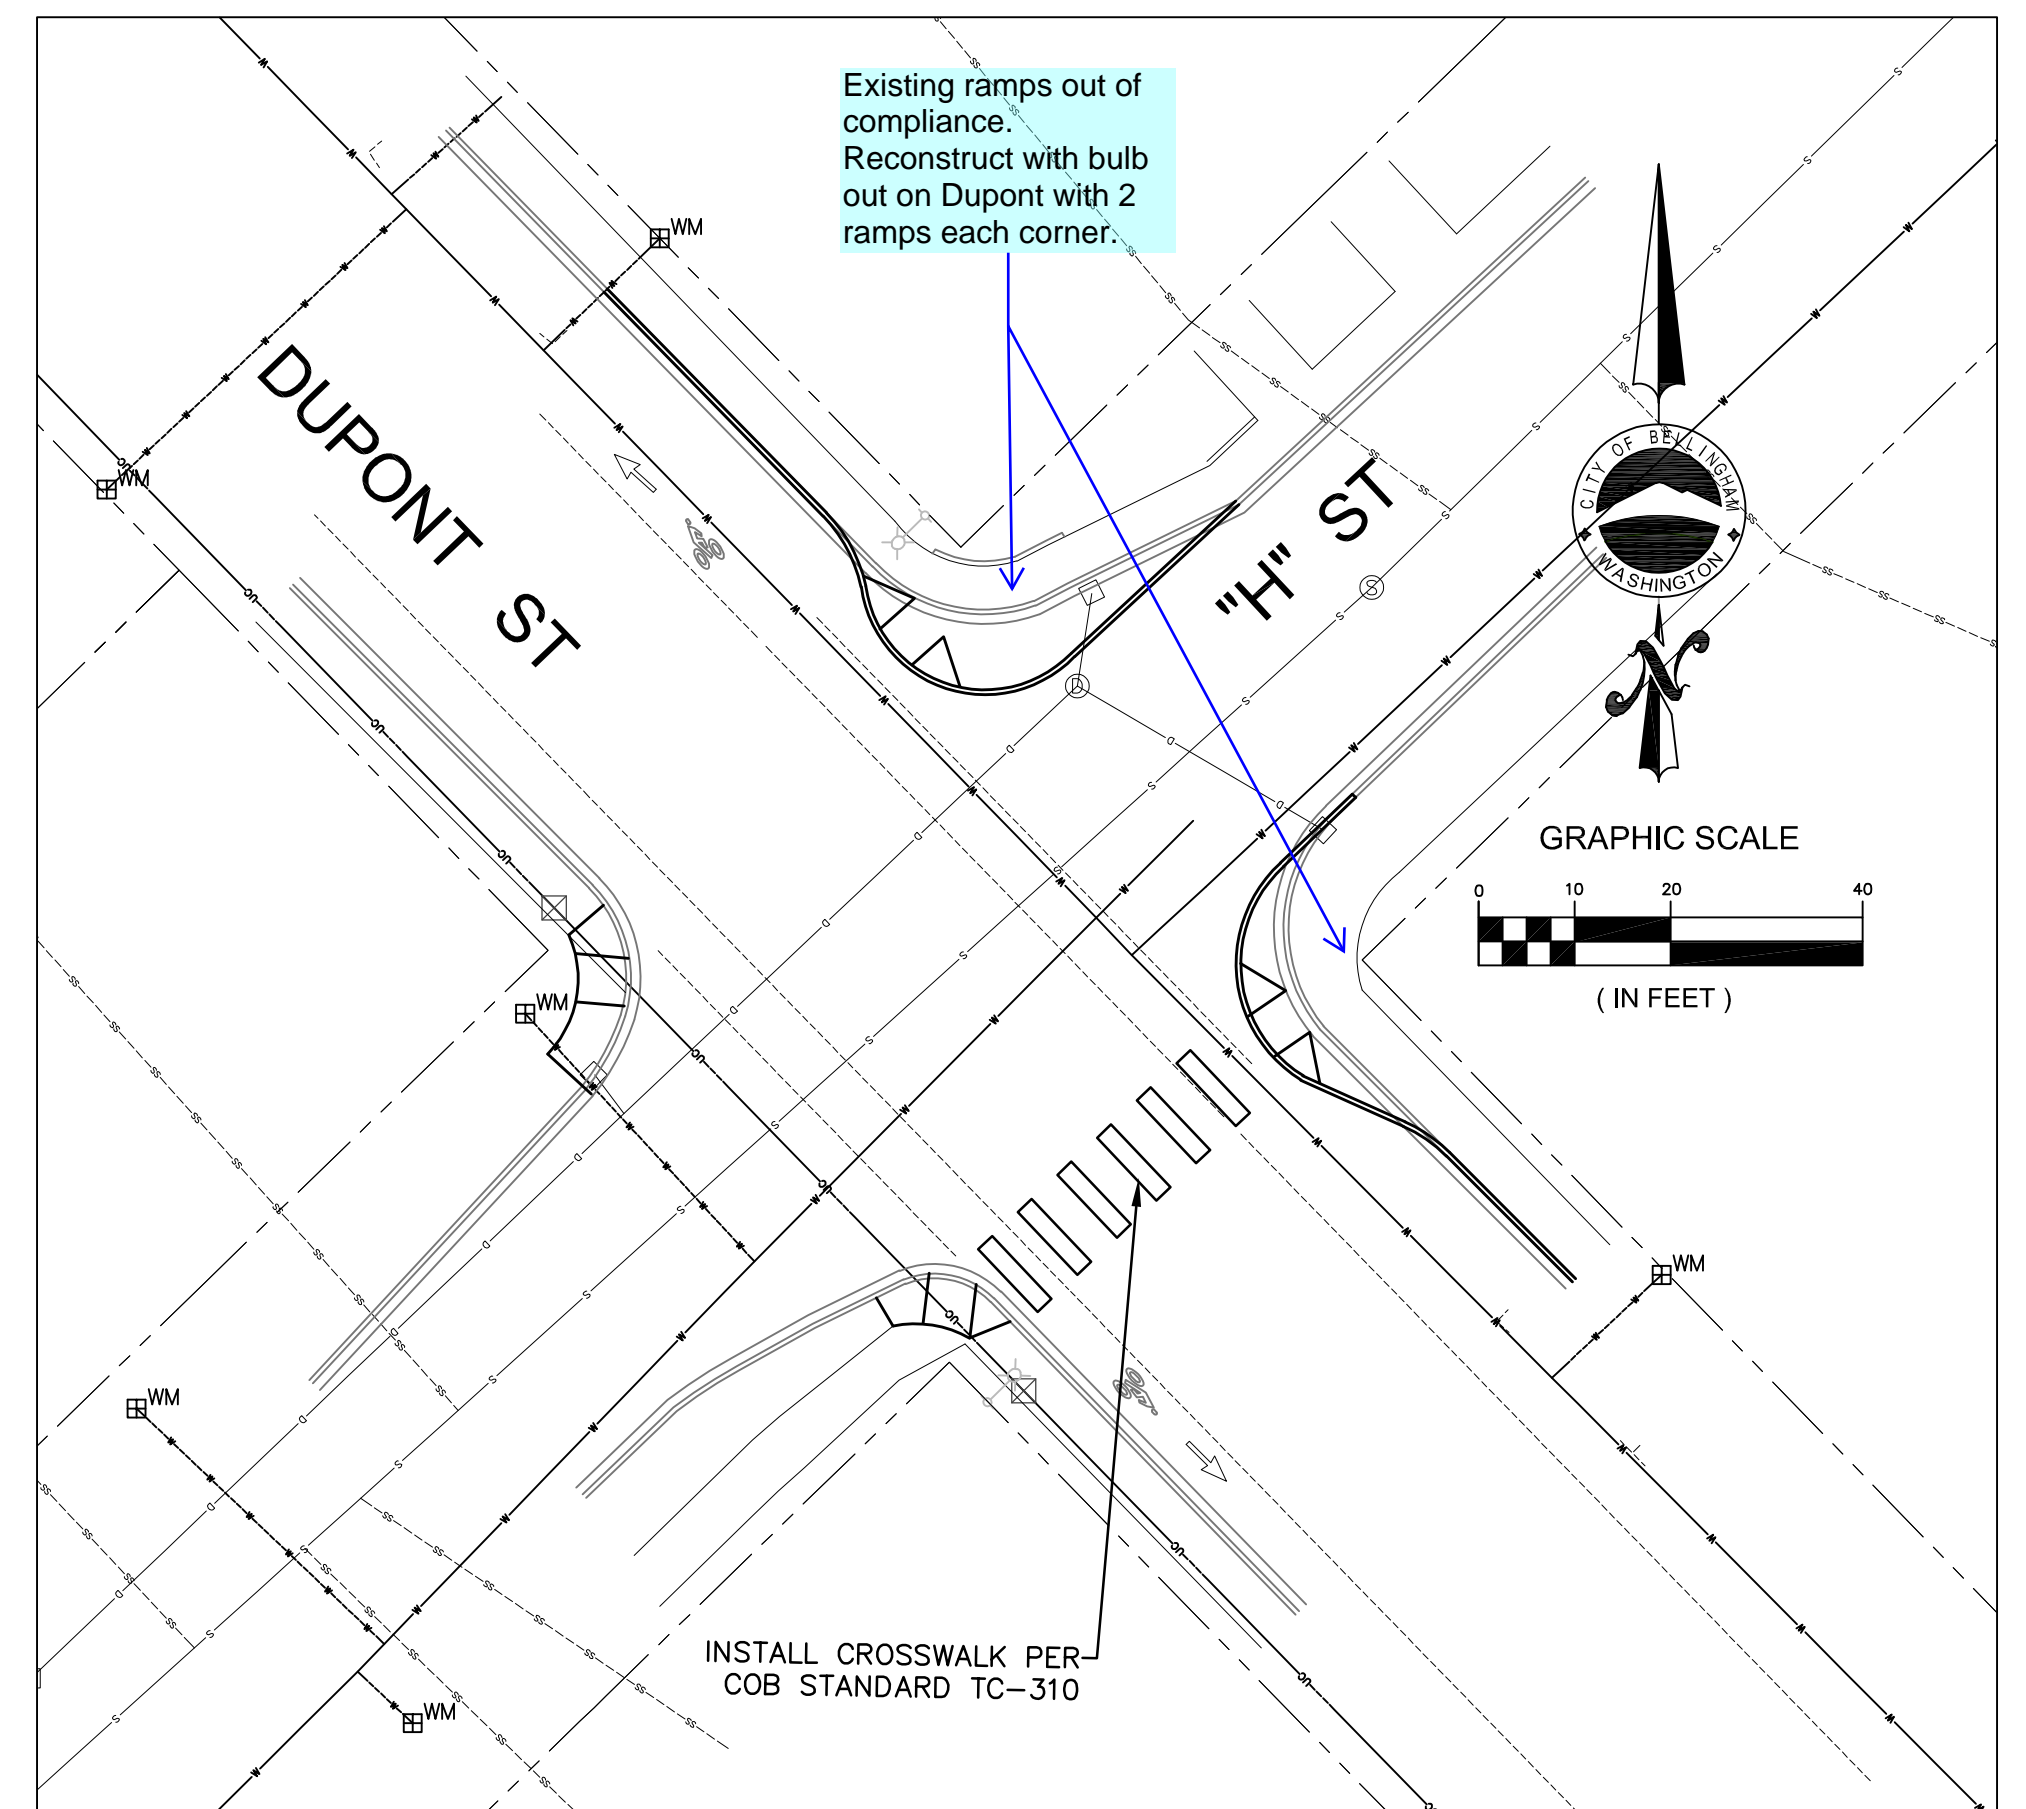 Existing ramps out of
compliance.
Reconstruct with bulb
out on Dupont with 2
ramps each corner.
WM
WM
DUPONT ST
"H" ST
CITY OF BELLINGHAM
WASHINGTON
N
S
D
GRAPHIC SCALE
0 10 20 40
( IN FEET )
WM
WM
WM
WM
INSTALL CROSSWALK PER
COB STANDARD TC-310